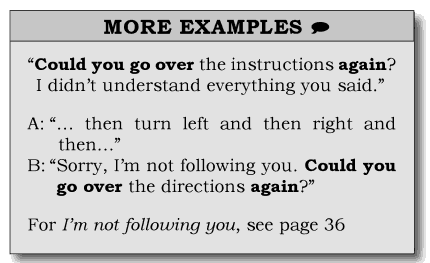 MORE EXAMPLES
“Could you go over the instructions again?
I didn’t understand everything you said.”
A: “… then turn left and then right and
then…”
B: “Sorry, I’m not following you. Could you
go over the directions again?”
For I’m not following you, see page 36